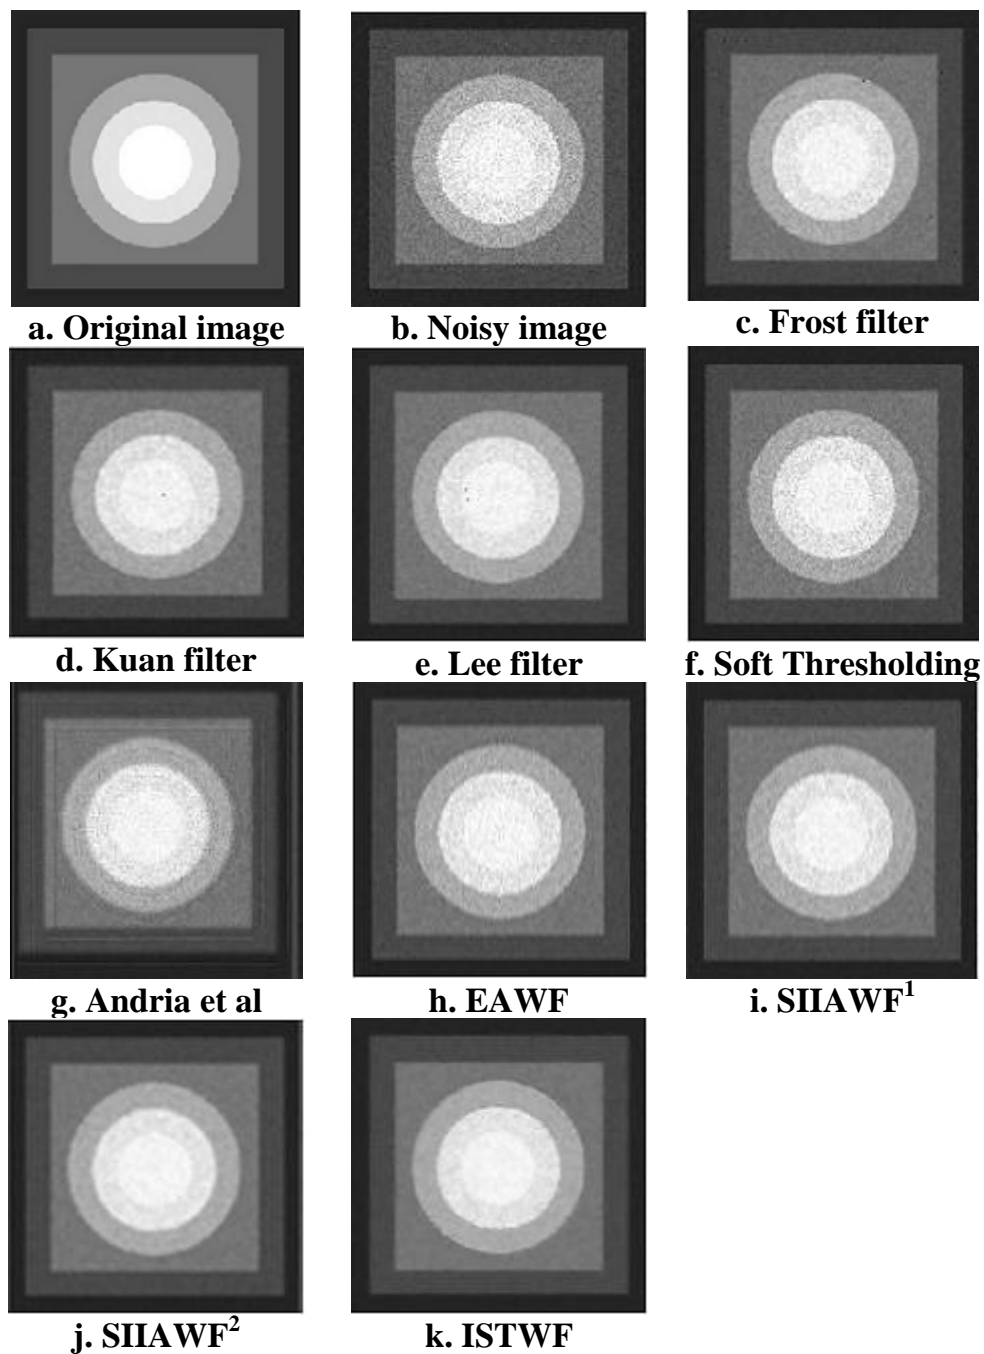 a. Original image
b. Noisy image
c. Frost filter
d. Kuan filter
e. Lee filter
f. Soft Thresholding
g. Andria et al
h. EAWF
i. SIIAWF¹
j. SIIAWF²
k. ISTWF